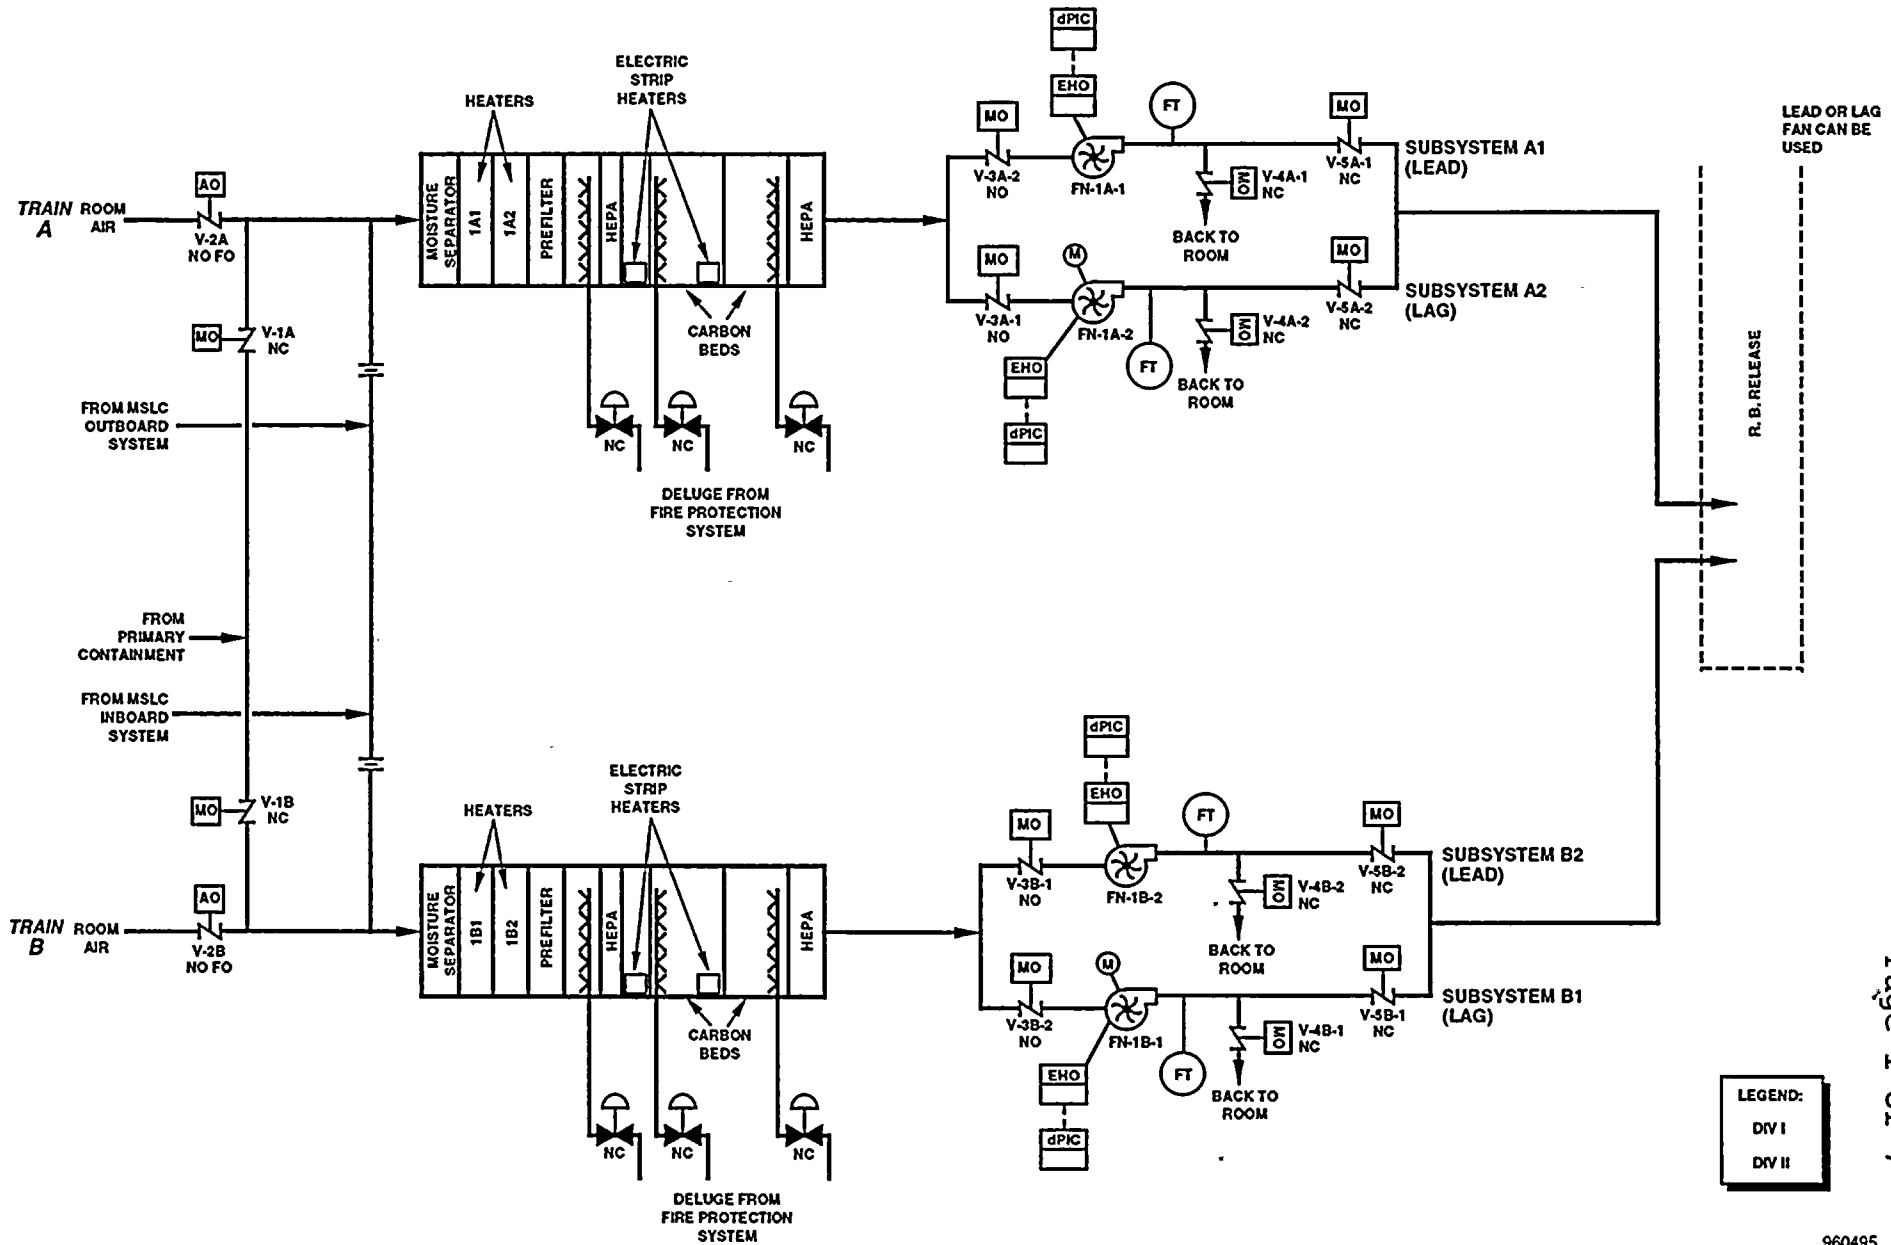 dPIC
EHO
ELECTRIC
STRIP
HEATERS
HEATERS
MO
FT
MO
LEAD OR LAG
FAN CAN BE
USED
SUBSYSTEM A1
(LEAD)
V-3A-2
NO
FN-1A-1
MO
V-4A-1
NC
V-5A-1
NC
BACK TO
ROOM
AO
TRAIN
A
ROOM
AIR
V-2A
NO FO
MOISTURE
SEPARATOR
1A1
1A2
PREFILTER
HEPA
HEPA
CARBON
BEDS
MO
M
MO
SUBSYSTEM A2
(LAG)
V-3A-1
NO
FN-1A-2
MO
V-4A-2
NC
V-5A-2
NC
EHO
dPIC
FT
BACK TO
ROOM
MO
V-1A
NC
FROM MSLC
OUTBOARD
SYSTEM
NC
NC
NC
DELUGE FROM
FIRE PROTECTION
SYSTEM
R. B. RELEASE
FROM
PRIMARY
CONTAINMENT
FROM MSLC
INBOARD
SYSTEM
MO
V-1B
NC
dPIC
EHO
ELECTRIC
STRIP
HEATERS
HEATERS
MO
FT
MO
SUBSYSTEM B2
(LEAD)
V-3B-1
NO
FN-1B-2
MO
V-4B-2
NC
V-5B-2
NC
BACK TO
ROOM
AO
TRAIN
B
ROOM
AIR
V-2B
NO FO
MOISTURE
SEPARATOR
1B1
1B2
PREFILTER
HEPA
HEPA
CARBON
BEDS
MO
M
MO
SUBSYSTEM B1
(LAG)
V-3B-2
NO
FN-1B-1
MO
V-4B-1
NC
V-5B-1
NC
EHO
dPIC
FT
BACK TO
ROOM
NC
NC
NC
DELUGE FROM
FIRE PROTECTION
SYSTEM
LEGEND:
DIV I
DIV II
960495